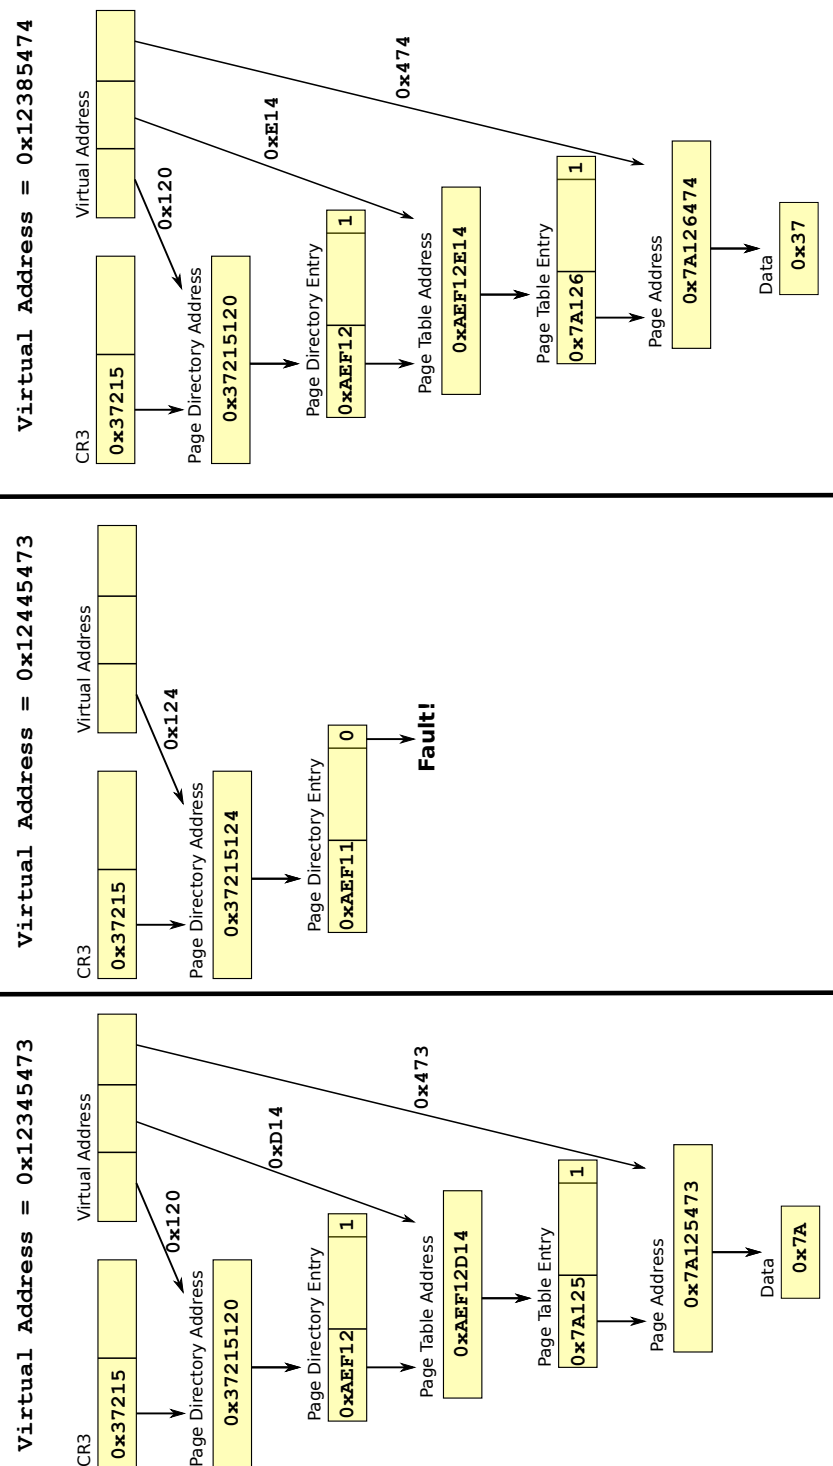 Virtual Address = 0x12345473
CR3
Virtual Address
0x37215
0x120
Page Directory Address
0x37215120
0xD14
Page Directory Entry
0xAEF12 1
0x473
Page Table Address
0xAEF12D14
Page Table Entry
0x7A125 1
Page Address
0x7A125473
Data
0x7A
Virtual Address = 0x12445473
CR3
Virtual Address
0x37215
0x124
Page Directory Address
0x37215124
Page Directory Entry
0xAEF11 0
Fault!
Virtual Address = 0x12385474
CR3
Virtual Address
0x37215
0x120
Page Directory Address
0x37215120
0xE14
Page Directory Entry
0xAEF12 1
0x474
Page Table Address
0xAEF12E14
Page Table Entry
0x7A126 1
Page Address
0x7A126474
Data
0x37